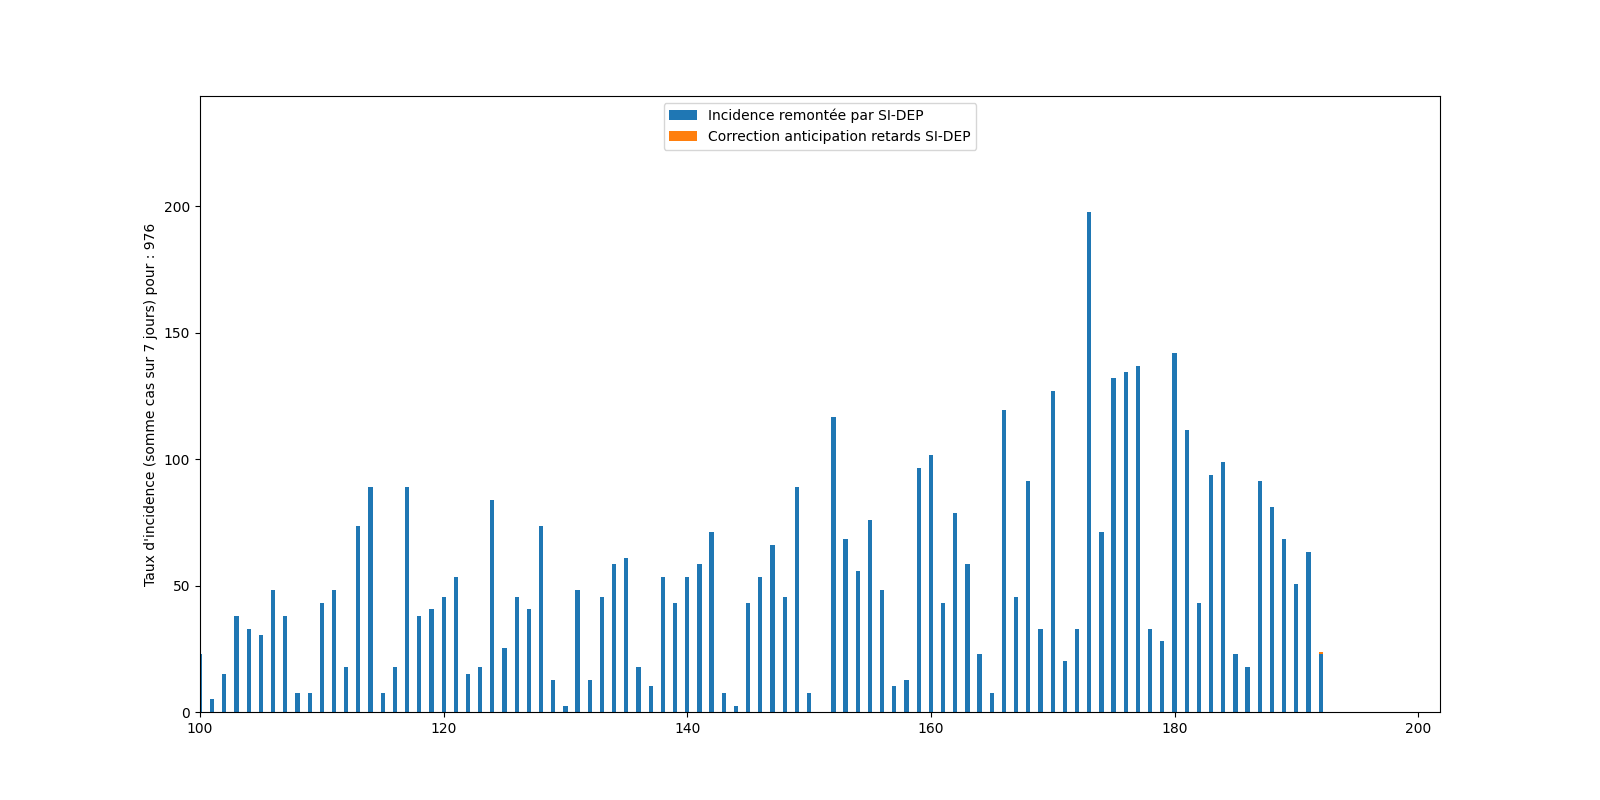 Incidence remontée par SI-DEP
Correction anticipation retards SI-DEP
Taux d'incidence (somme cas sur 7 jours) pour : 976
200
150
100
50
0
100 120 140 160 180 200